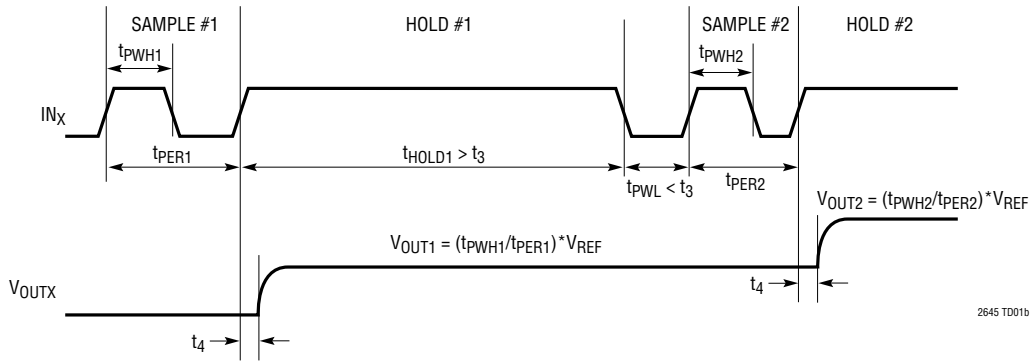 SAMPLE #1 HOLD #1 SAMPLE #2 HOLD #2
tPWH1 tPWH2
INX
tPER1 tHOLD1 > t3 tPWL < t3 tPER2
VOUT2 = (tPWH2/tPER2)*VREF
VOUT1 = (tPWH1/tPER1)*VREF
VOUTX
t4
t4
2645 TD01b